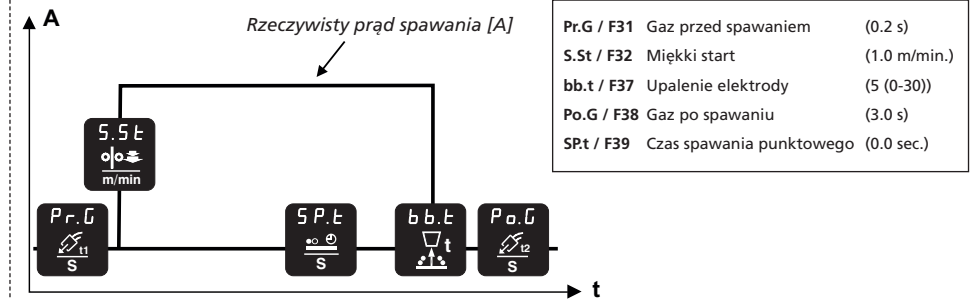 A
Rzeczywisty prąd spawania [A]
S.St
m/min
Pr.G
t1
S
SP.t
S
bb.t
t
Po.G
t2
S
t
Pr.G / F31 Gaz przed spawaniem (0.2 s)
S.St / F32 Miękki start (1.0 m/min.)
bb.t / F37 Upalenie elektrody (5 (0-30))
Po.G / F38 Gaz po spawaniu (3.0 s)
SP.t / F39 Czas spawania punktowego (0.0 sec.)